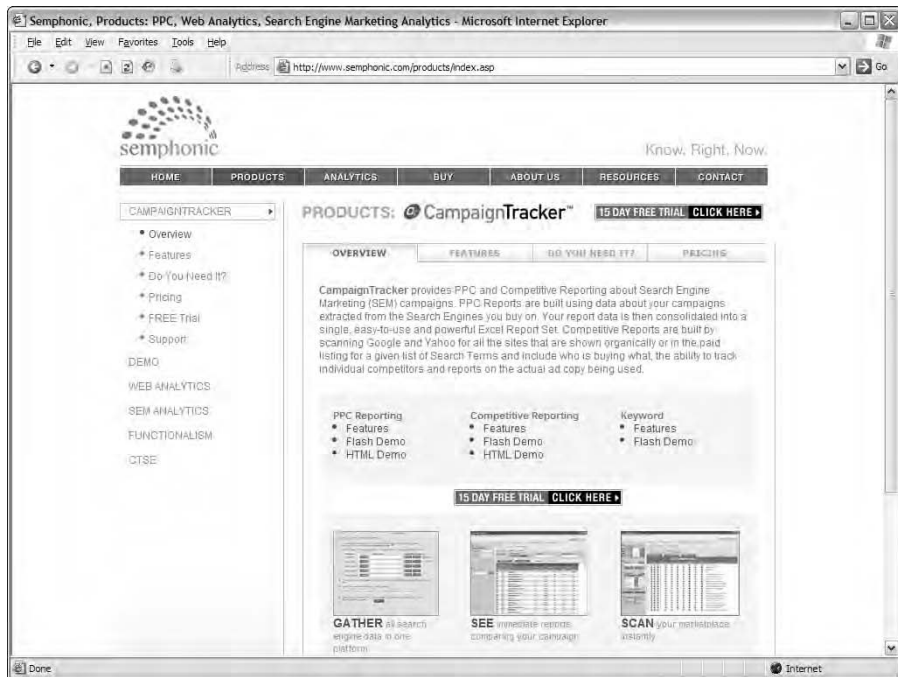 Semphonic, Products: PPC, Web Analytics, Search Engine Marketing Analytics - Microsoft Internet Explorer
File Edit View Favorites Tools Help
Address http://www.semphonic.com/products/index.asp Go
semphonic
Know. Right. Now.
HOME PRODUCTS ANALYTICS BUY ABOUT US RESOURCES CONTACT
CAMPAIGNTRACKER
Overview
Features
Do You Need It?
Pricing
FREE Trial
Support
DEMO
WEB ANALYTICS
SEM ANALYTICS
FUNCTIONALISM
CTSE
PRODUCTS: CampaignTracker™ 15 DAY FREE TRIAL CLICK HERE
OVERVIEW FEATURES DO YOU NEED IT? PRICING
CampaignTracker provides PPC and Competitive Reporting about Search Engine
Marketing (SEM) campaigns. PPC Reports are built using data about your campaigns
extracted from the Search Engines you buy on. Your report data is then consolidated into a
single, easy-to-use and powerful Excel Report Set. Competitive Reports are built by
scanning Google and Yahoo for all the sites that are shown organically or in the paid
listing for a given list of Search Terms and include who is buying what, the ability to track
individual competitors and reports on the actual ad copy being used.
PPC Reporting
Features
Flash Demo
HTML Demo
Competitive Reporting
Features
Flash Demo
HTML Demo
Keyword
Features
Flash Demo
15 DAY FREE TRIAL CLICK HERE
GATHER all search
engine data in one
platform
SEE immediate reports
comparing your campaign
SCAN your marketplace
instantly
Done Internet